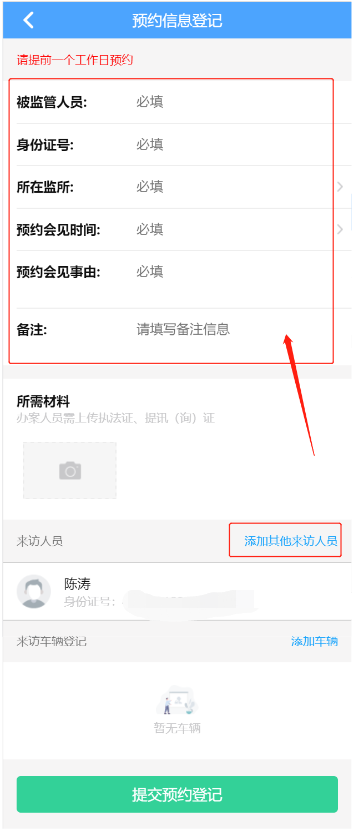 预约信息登记
请提前一个工作日预约
被监管人员: 必填
身份证号: 必填
所在监所: 必填
预约会见时间: 必填
预约会见事由: 必填
备注: 请填写备注信息
所需材料
办案人员需上传执法证、提讯（询）证
来访人员 添加其他来访人员
陈涛
身份证号:
来访车辆登记 添加车辆
暂无车辆
提交预约登记